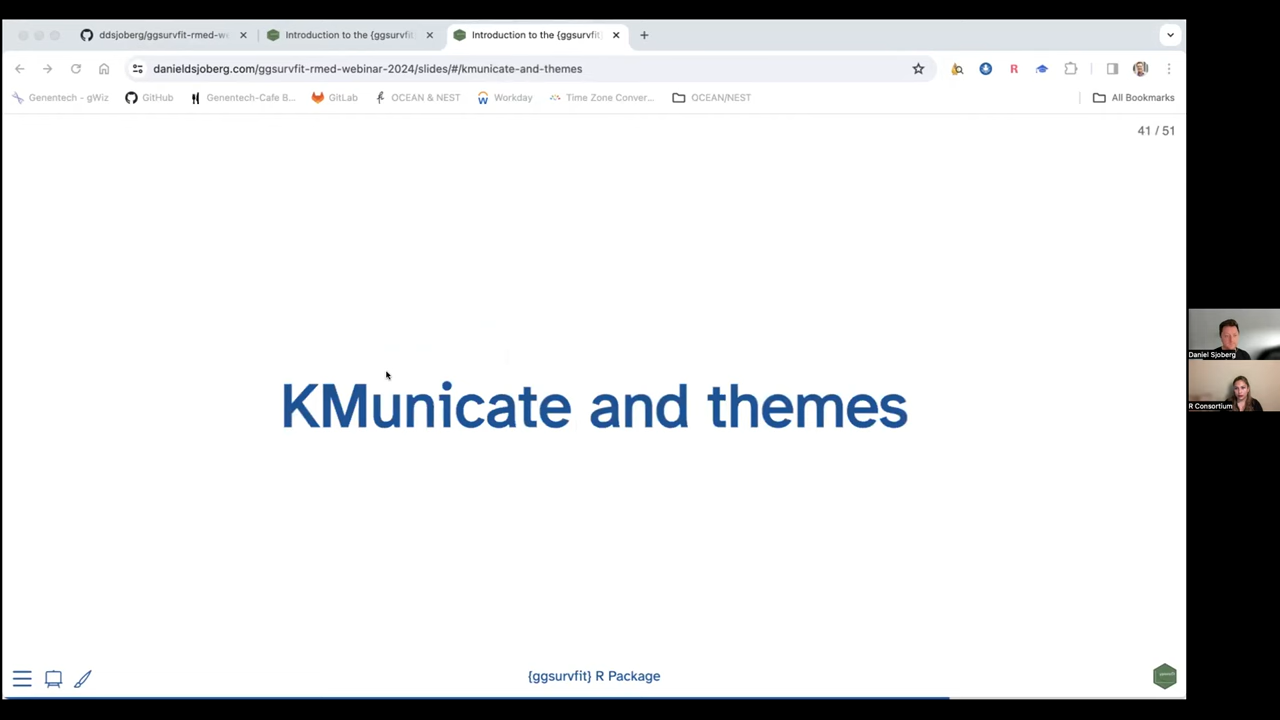 ddsjoberg/ggsurvfit-rmed-we
Introduction to the {ggsurvfit}
Introduction to the {ggsurvfit}
danieldsjoberg.com/ggsurvfit-rmed-webinar-2024/slides/#/kmunicate-and-themes
Genentech - gWiz
GitHub
Genentech-Cafe B...
GitLab
OCEAN & NEST
Workday
Time Zone Conver...
OCEAN/NEST
All Bookmarks
41 / 51
KMunicate and themes
Daniel Sjoberg
R Consortium
{ggsurvfit} R Package